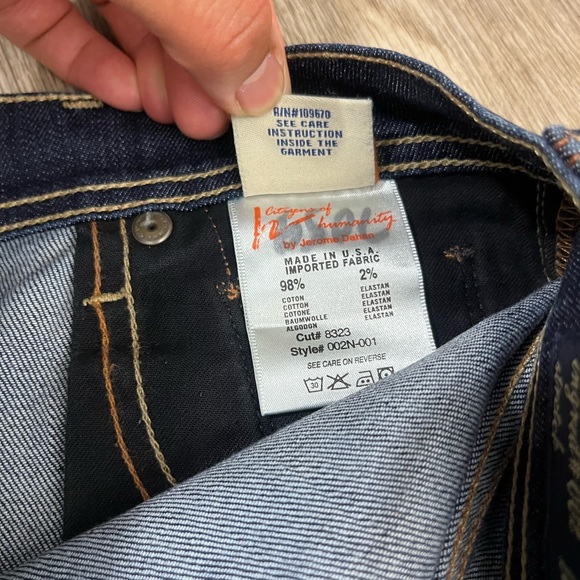 R/N#109670
SEE CARE
INSTRUCTION
INSIDE THE
GARMENT
Citizens of
humanity
by Jerome Dahan
MADE IN U.S.A.
IMPORTED FABRIC
98% 2%
COTON ELASTAN
COTTON ELASTAN
COTONE ELASTAN
BAUMWOLLE ELASTAN
ALGODON
Cut# 8323
Style# 002N-001
SEE CARE ON REVERSE
30